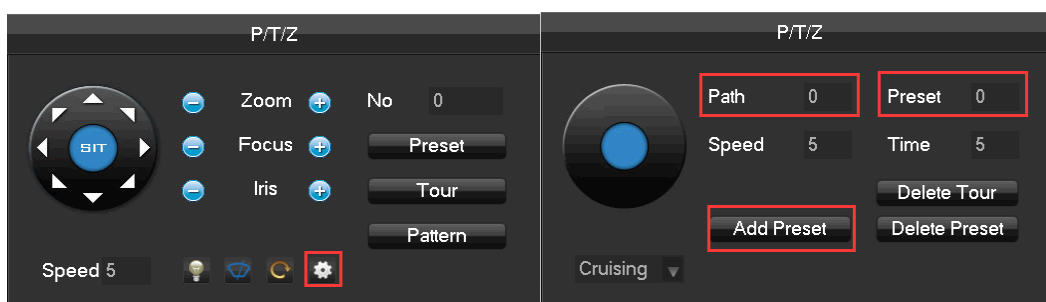 P/T/Z
Zoom No 0
SIT Focus Preset
Iris Tour
Pattern
Speed 5
P/T/Z
Path 0 Preset 0
Speed 5 Time 5
Delete Tour
Add Preset Delete Preset
Cruising